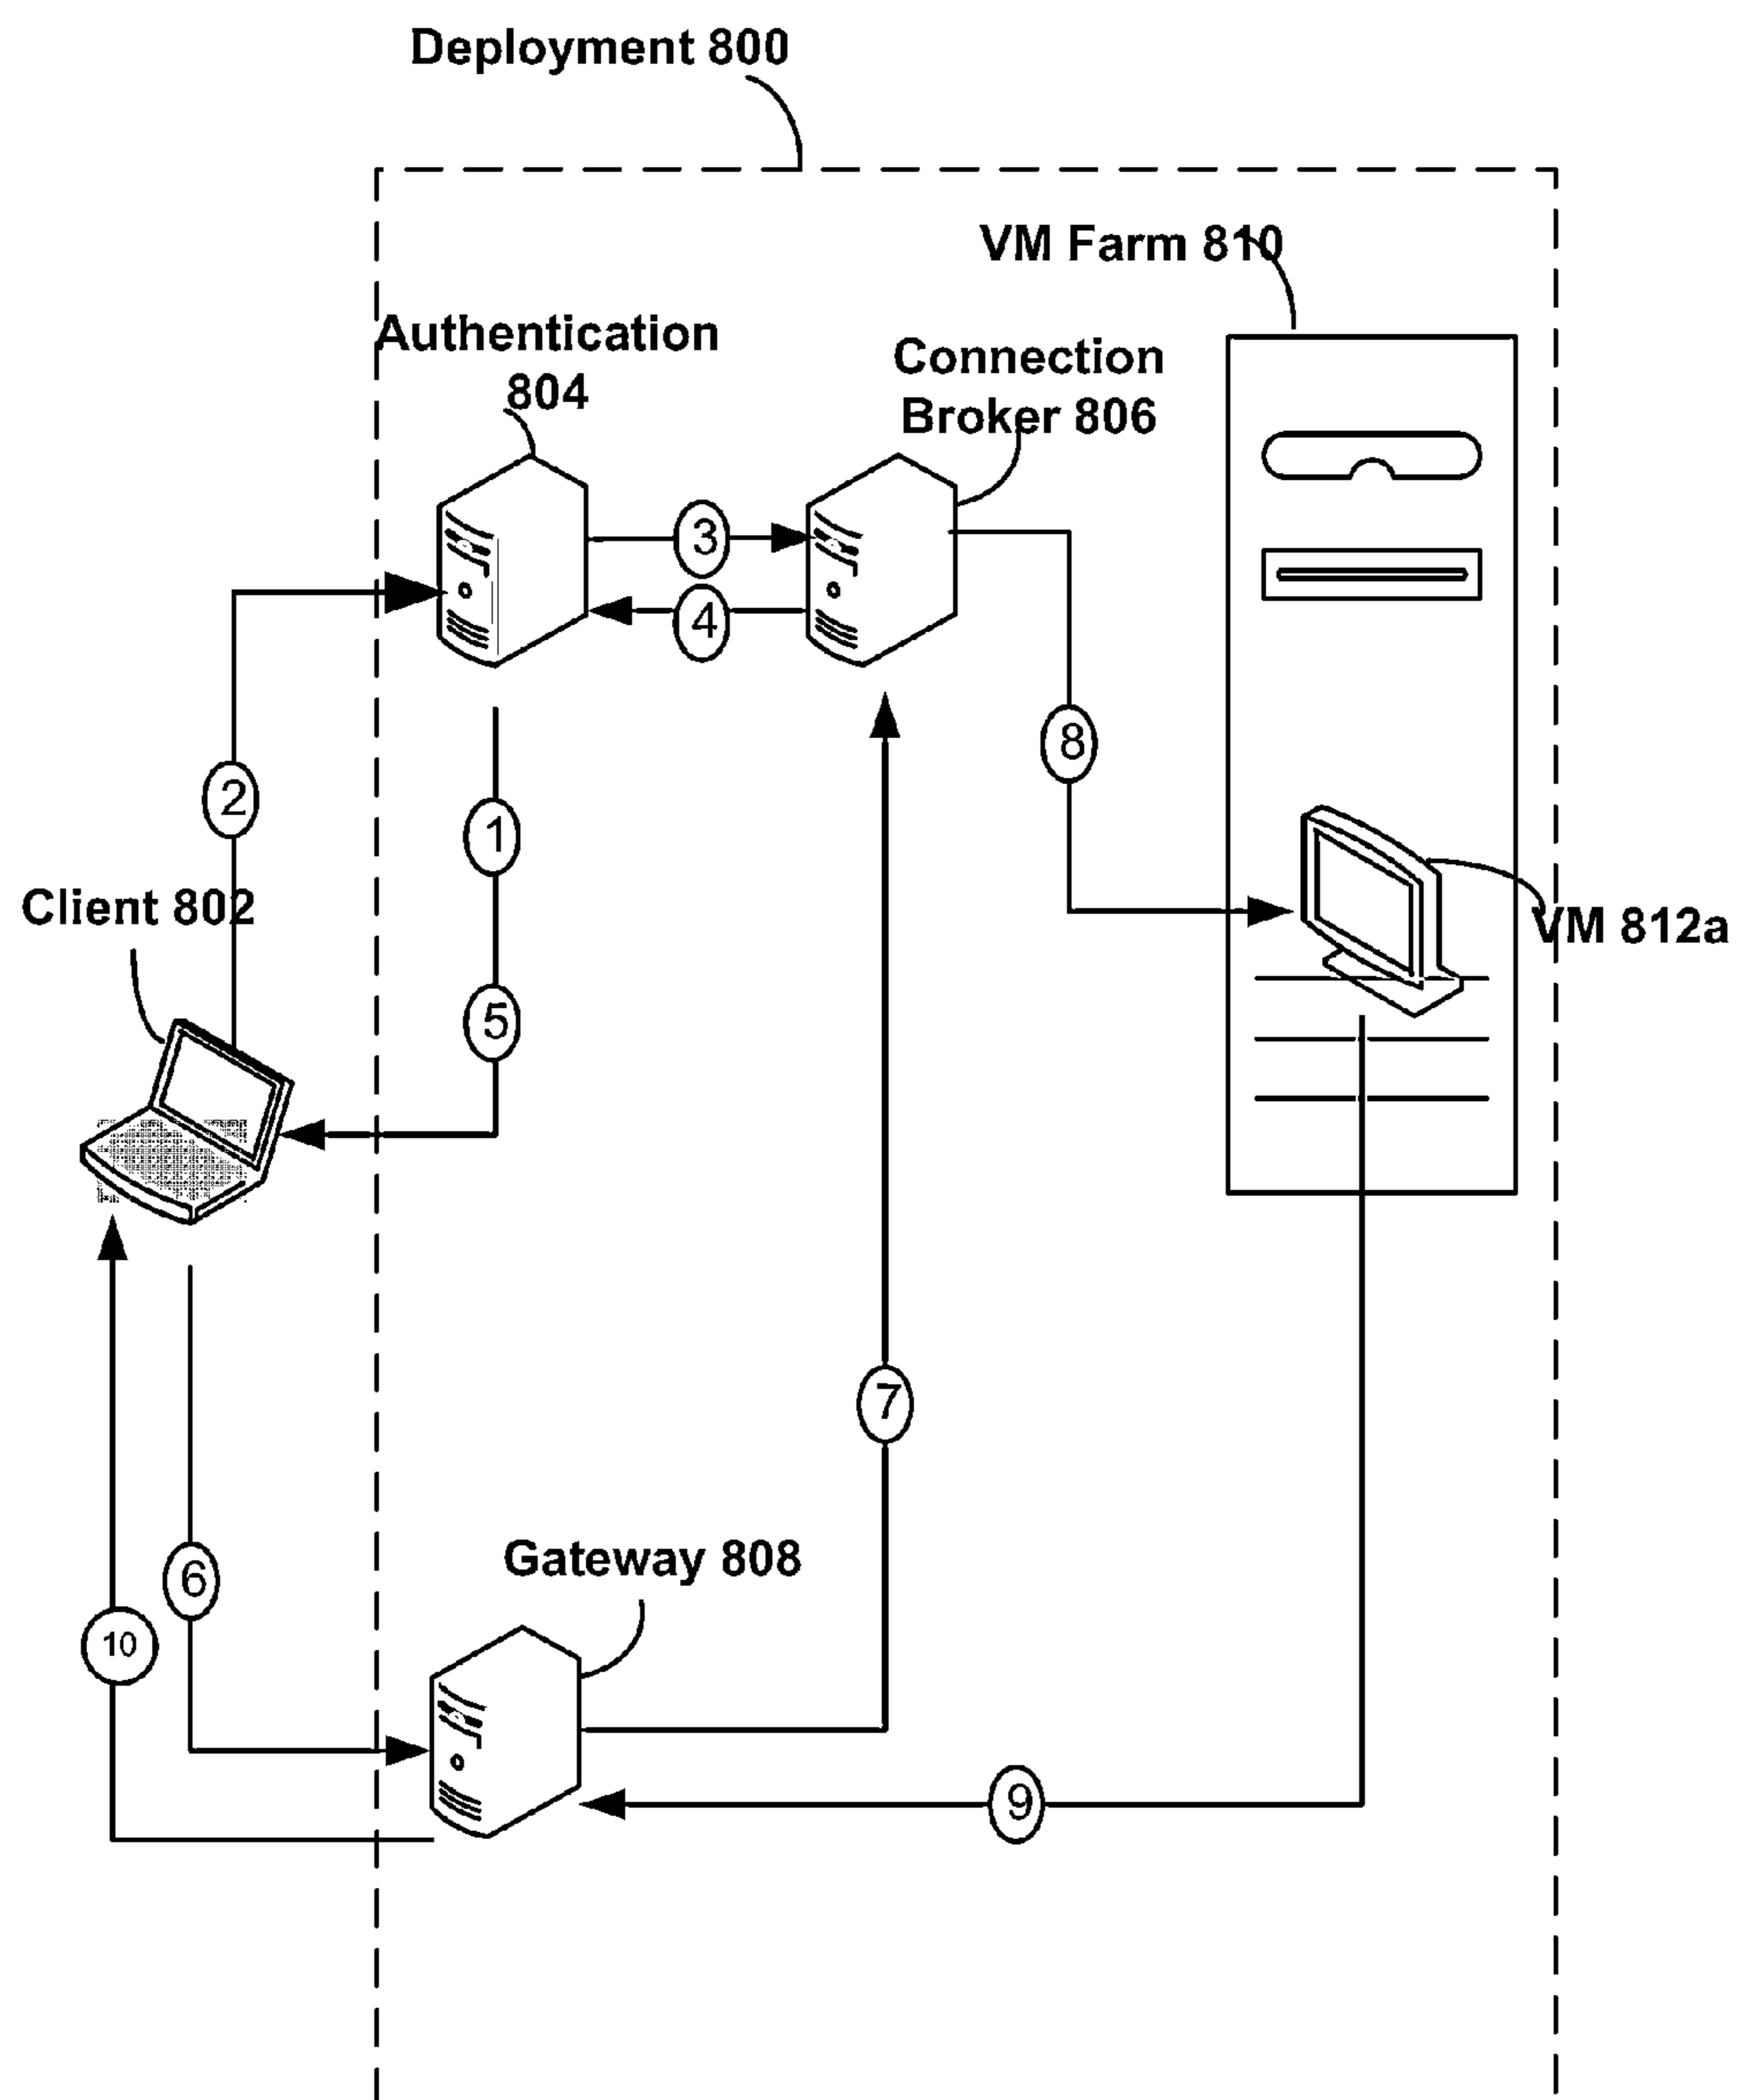 Deployment 800
VM Farm 810
Authentication
804
Connection
Broker 806
3
4
8
2
1
Client 802
VM 812a
5
7
Gateway 808
6
10
9